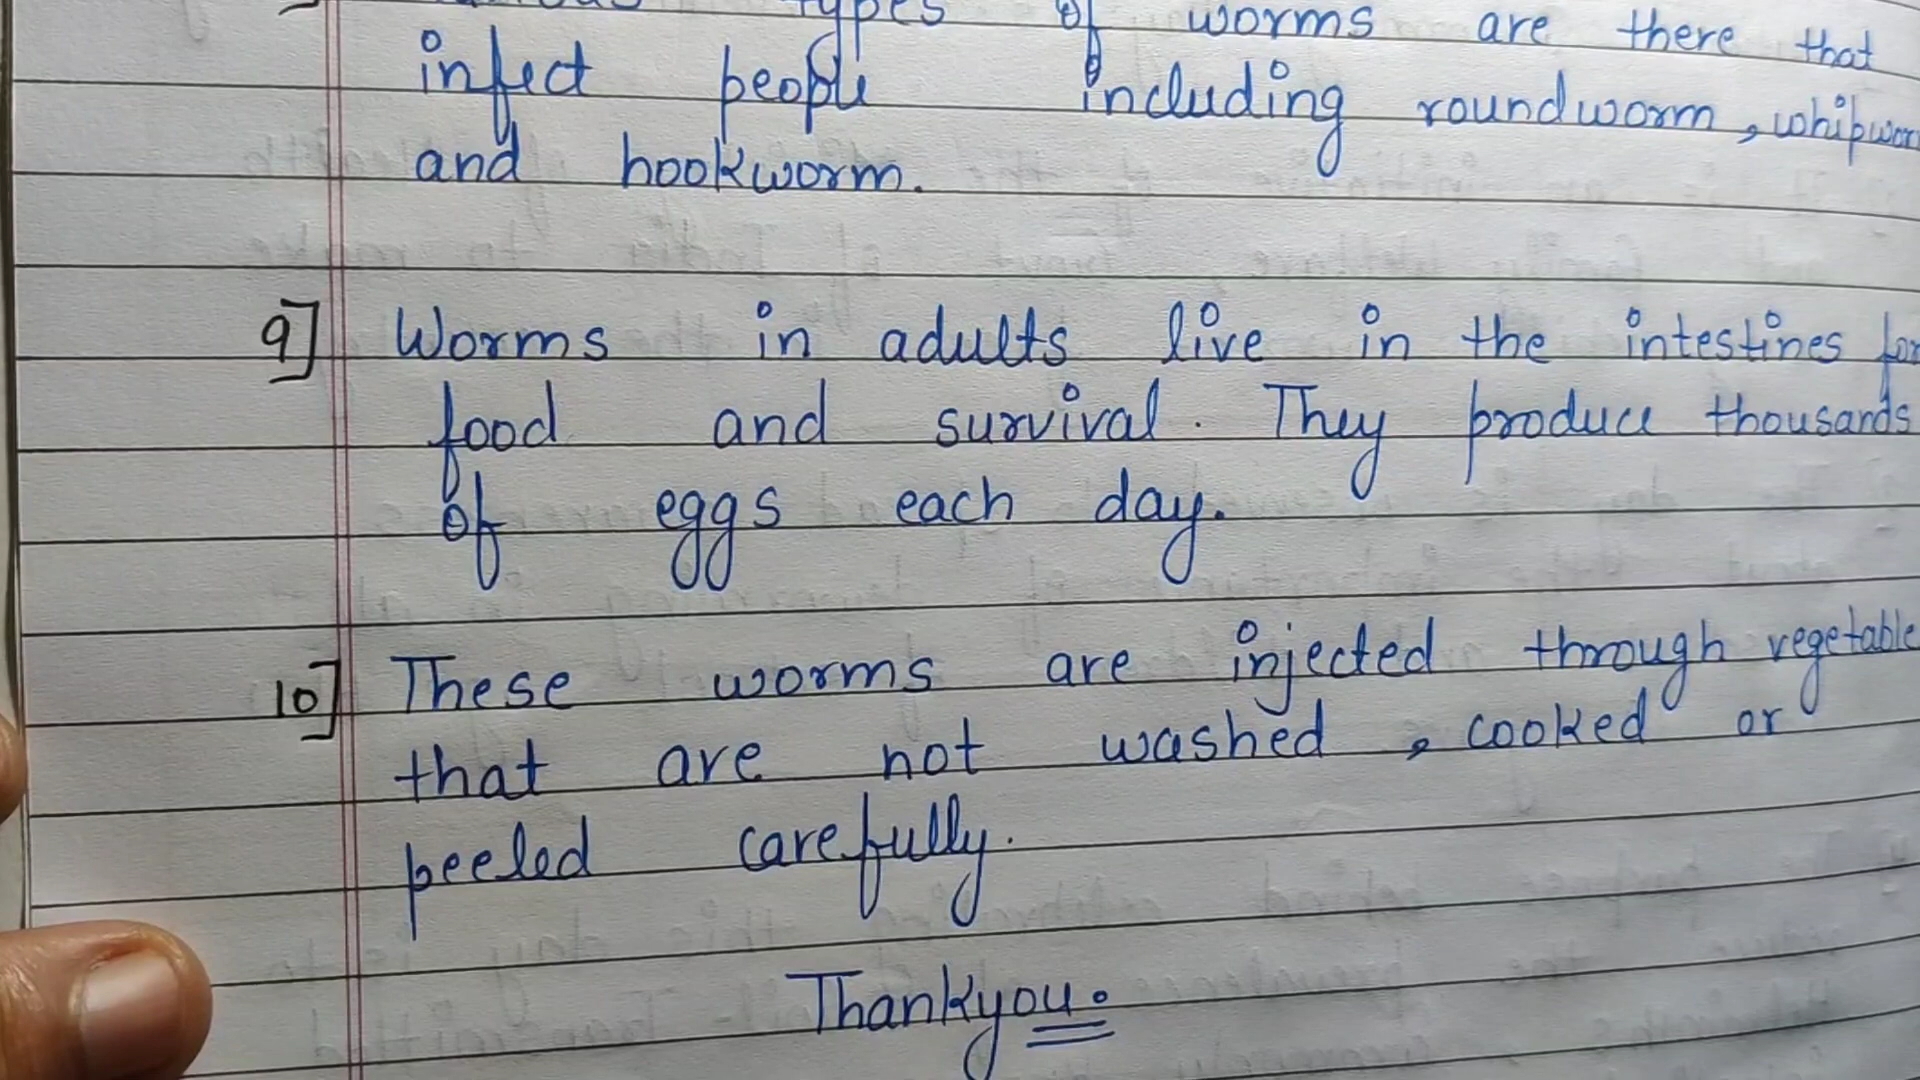 types of worms are there that
infect people including roundworm, whipwor
and hookworm.
9] Worms in adults live in the intestines for
food and survival. They produce thousands
of eggs each day.
10] These worms are injected through vegetable
that are not washed, cooked or
peeled carefully.
Thankyou.